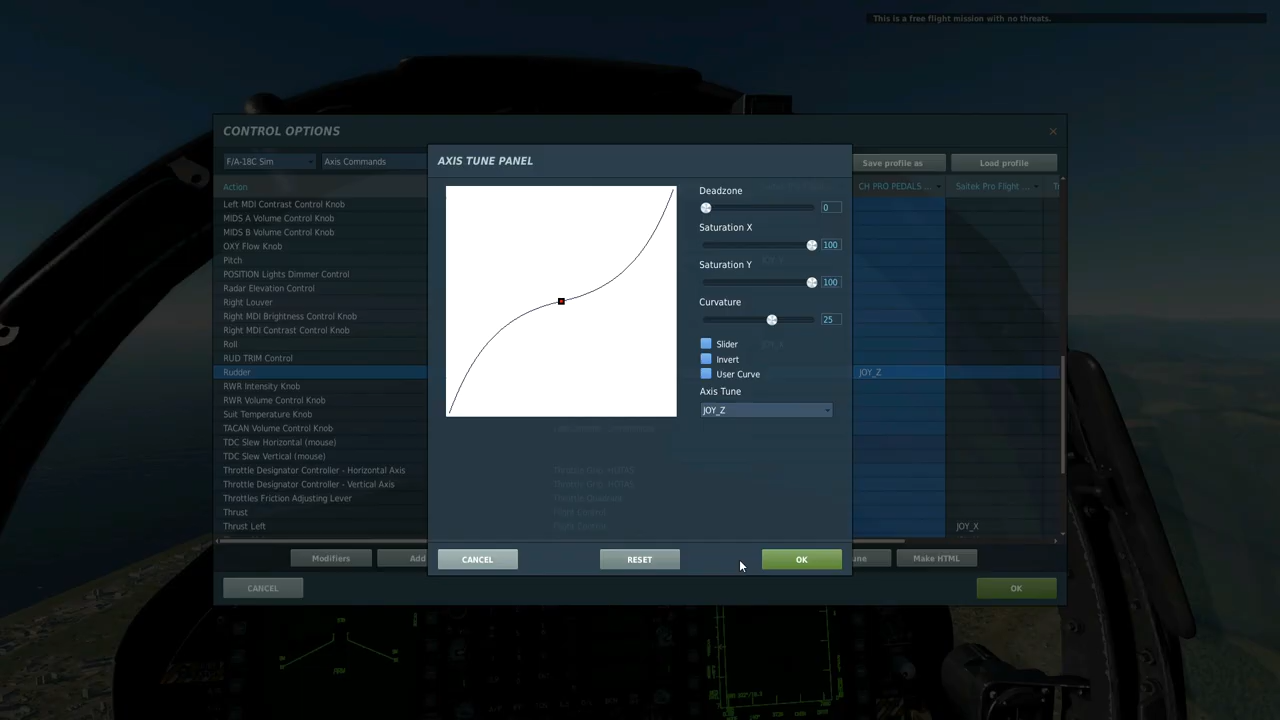 This is a free flight mission with no threats.
CONTROL OPTIONS
F/A-18C Sim
Axis Commands
Save profile as
Load profile
Action
CH PRO PEDALS...
Saitek Pro Flight ...
Left MDI Contrast Control Knob
MIDS A Volume Control Knob
MIDS B Volume Control Knob
OXY Flow Knob
Pitch
POSITION Lights Dimmer Control
Radar Elevation Control
Right Louver
Right MDI Brightness Control Knob
Right MDI Contrast Control Knob
Roll
RUD TRIM Control
Rudder
JOY_Z
RWR Intensity Knob
RWR Volume Control Knob
Suit Temperature Knob
TACAN Volume Control Knob
TDC Slew Horizontal (mouse)
TDC Slew Vertical (mouse)
Throttle Designator Controller - Horizontal Axis
Throttle Designator Controller - Vertical Axis
Throttles Friction Adjusting Lever
Thrust
Thrust Left
JOY_X
AXIS TUNE PANEL
Deadzone
0
Saturation X
100
Saturation Y
100
Curvature
25
Slider
Invert
User Curve
Axis Tune
JOY_Z
CANCEL
RESET
OK
Modifiers
Add
Make HTML
CANCEL
OK